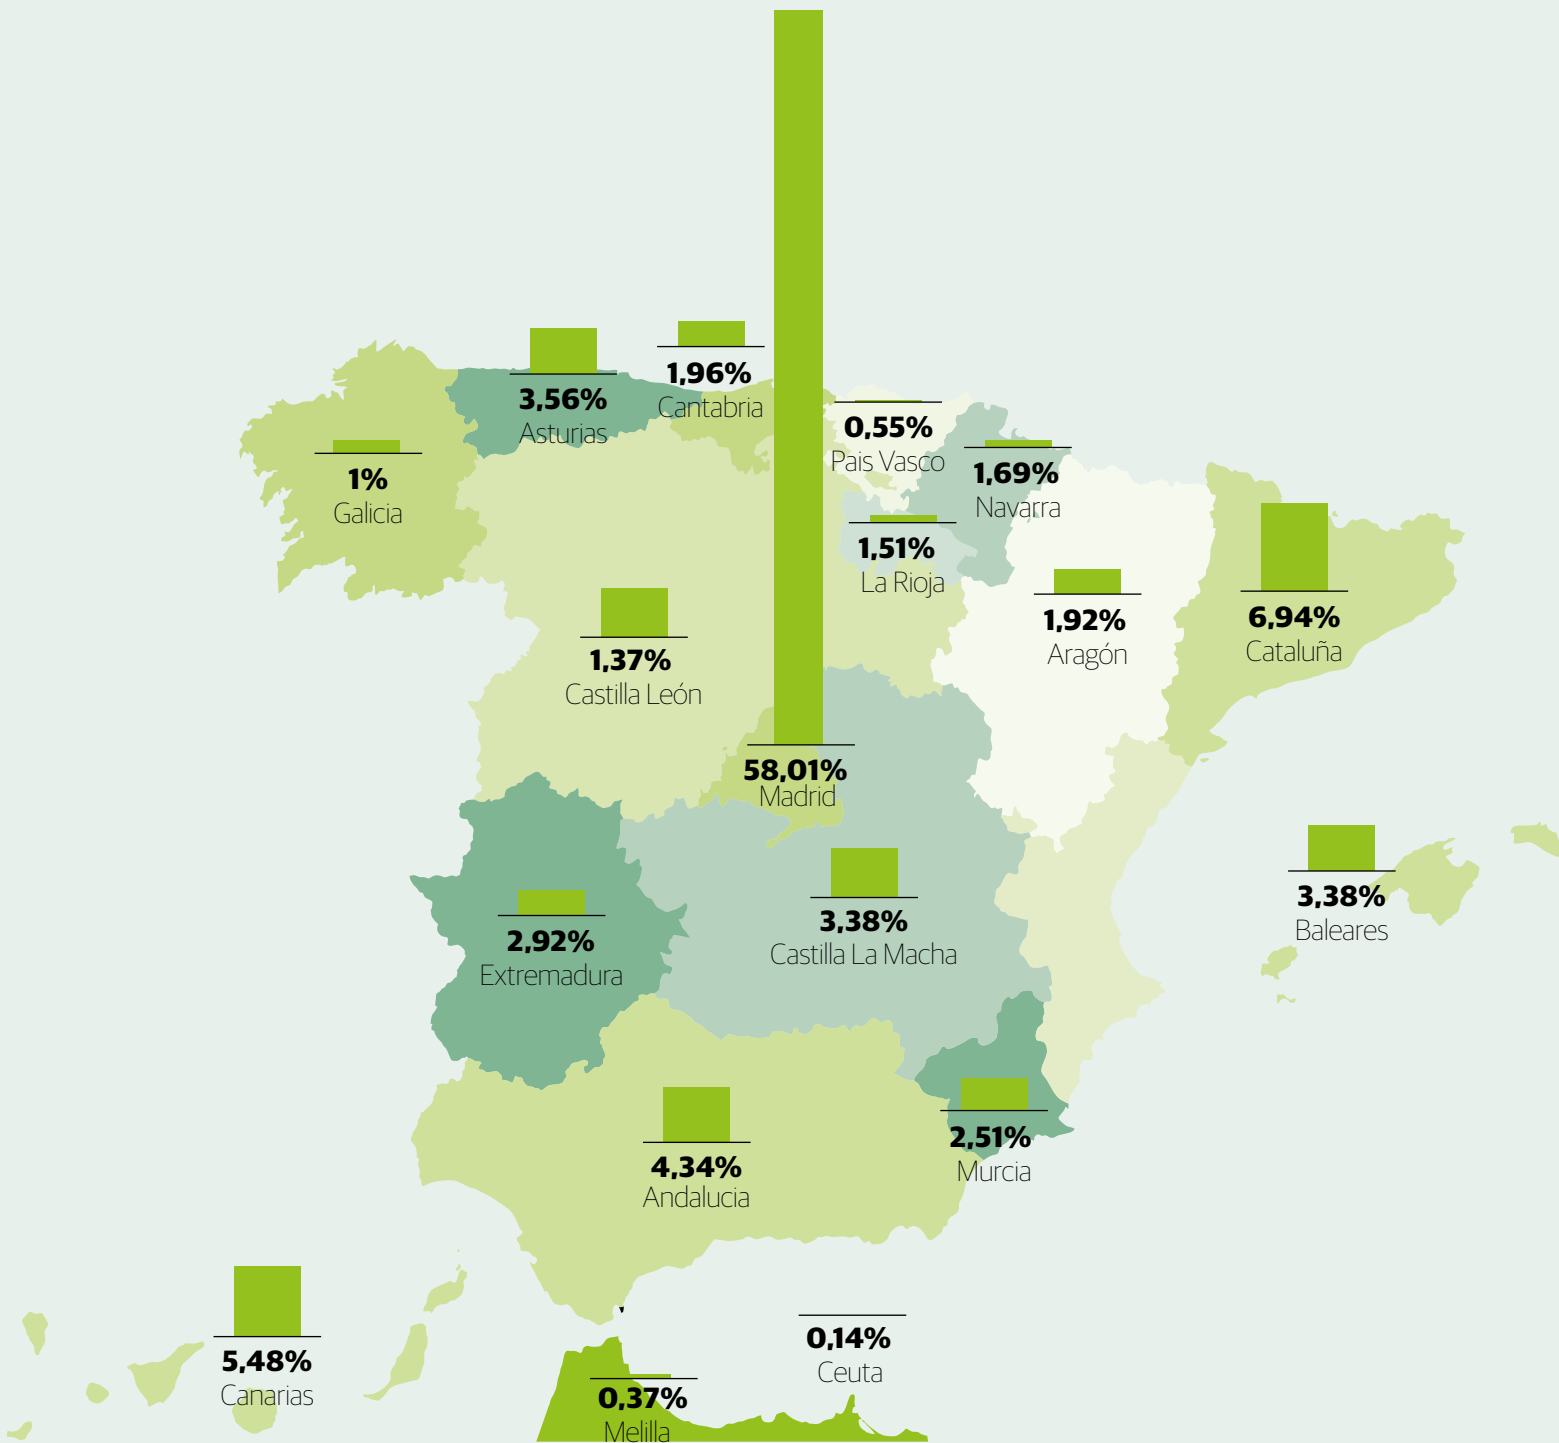 1,96%
Cantabria
3,56%
Asturias
0,55%
Pais Vasco
1%
Galicia
1,69%
Navarra
1,51%
La Rioja
1,92%
Aragón
6,94%
Cataluña
1,37%
Castilla León
58,01%
Madrid
3,38%
Castilla La Macha
3,38%
Baleares
2,92%
Extremadura
2,51%
Murcia
4,34%
Andalucia
0,14%
Ceuta
5,48%
Canarias
0,37%
Melilla